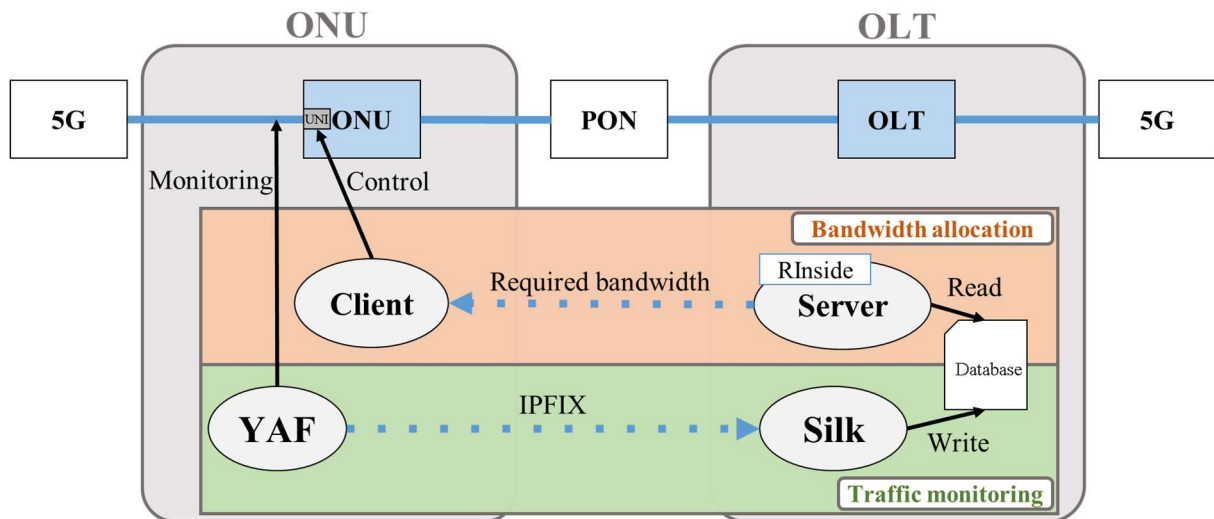 ONU
OLT
5G
UNI
ONU
PON
OLT
5G
Monitoring
Control
Bandwidth allocation
RInside
Client
Required bandwidth
Server
Read
Database
YAF
IPFIX
Silk
Write
Traffic monitoring